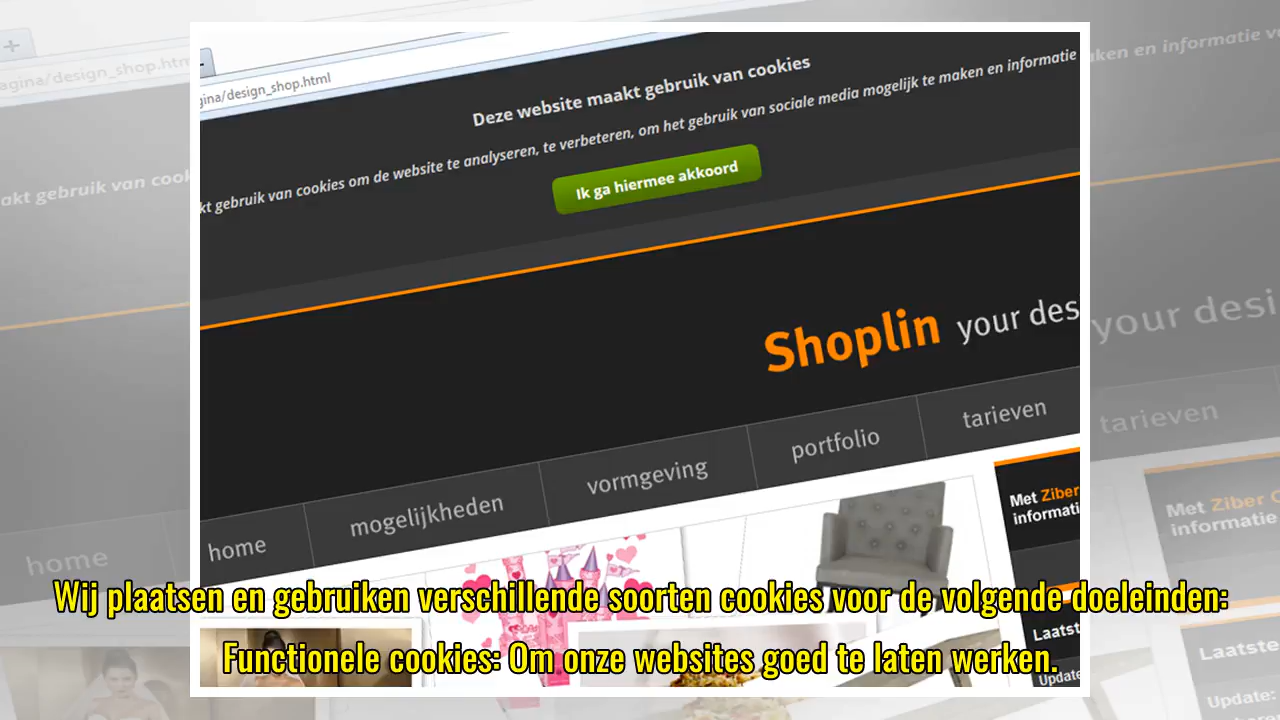 gina/design_shop.html
Deze website maakt gebruik van cookies
kt gebruik van cookies om de website te analyseren, te verbeteren, om het gebruik van sociale media mogelijk te maken en informatie
Ik ga hiermee akkoord
Shoplin your des
home mogelijkheden vormgeving portfolio tarieven
Met Ziber
informatie
Wij plaatsen en gebruiken verschillende soorten cookies voor de volgende doeleinden:
Functionele cookies: Om onze websites goed te laten werken.
Laatst
Update: